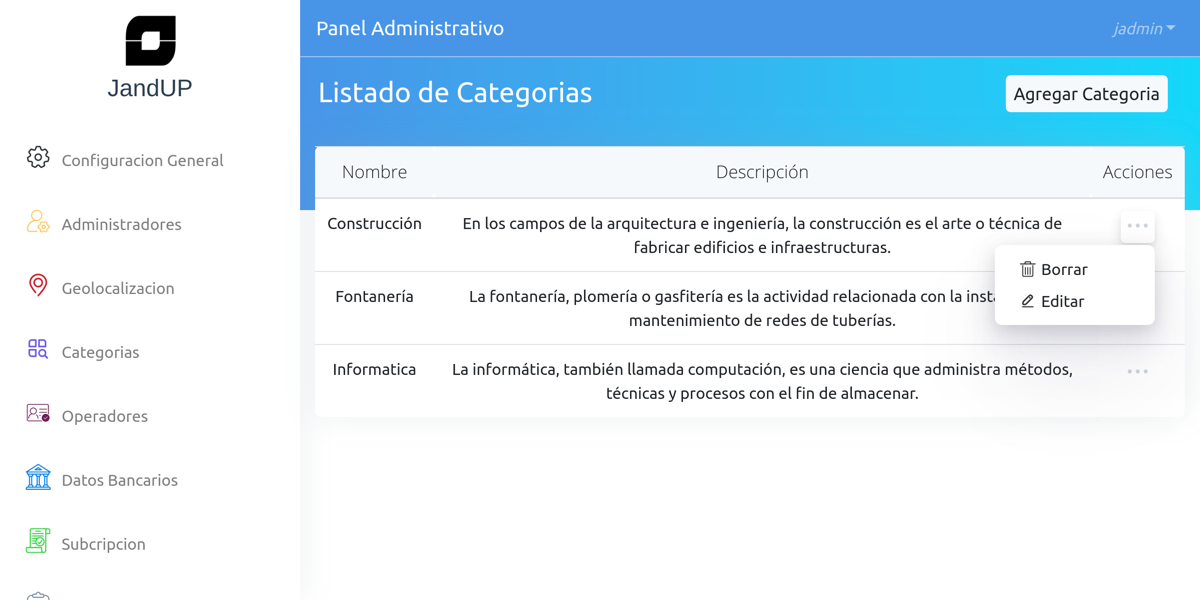 JandUP
Configuracion General
Administradores
Geolocalizacion
Categorias
Operadores
Datos Bancarios
Subcripcion
Panel Administrativo
jadmin
Listado de Categorias
Agregar Categoria
Nombre
Descripción
Acciones
Construcción
En los campos de la arquitectura e ingeniería, la construcción es el arte o técnica de
fabricar edificios e infraestructuras.
Borrar
Editar
Fontanería
La fontanería, plomería o gasfitería es la actividad relacionada con la
mantenimiento de redes de tuberías.
Informatica
La informática, también llamada computación, es una ciencia que administra métodos,
técnicas y procesos con el fin de almacenar.